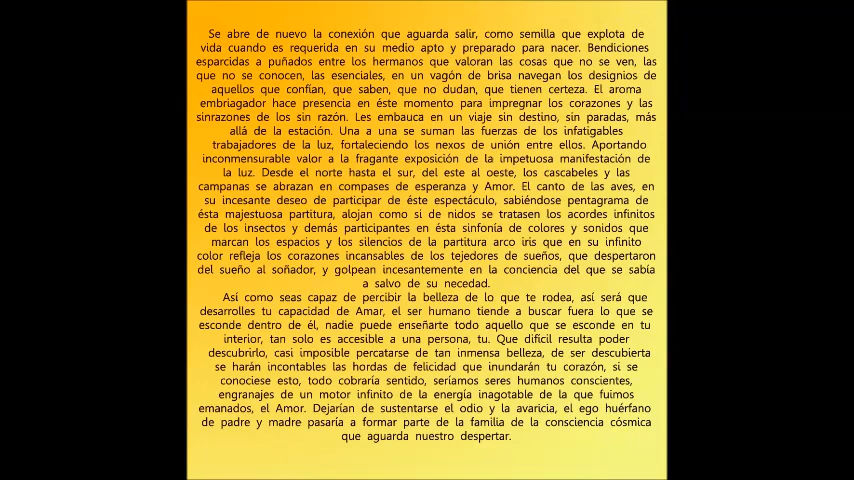 Se abre de nuevo la conexión que aguarda salir, como semilla que explota de
vida cuando es requerida en su medio apto y preparado para nacer. Bendiciones
esparcidas a puñados entre los hermanos que valoran las cosas que no se ven, las
que no se conocen, las esenciales, en un vagón de brisa navegan los designios de
aquellos que confían, que saben, que no dudan, que tienen certeza. El aroma
embriagador hace presencia en éste momento para impregnar los corazones y las
sinrazones de los sin razón. Les embauca en un viaje sin destino, sin paradas, más
allá de la estación. Una a una se suman las fuerzas de los infatigables
trabajadores de la luz, fortaleciendo los nexos de unión entre ellos. Aportando
inconmensurable valor a la fragante exposición de la impetuosa manifestación de
la luz. Desde el norte hasta el sur, del este al oeste, los cascabeles y las
campanas se abrazan en compases de esperanza y Amor. El canto de las aves, en
su incesante deseo de participar de éste espectáculo, sabiéndose pentagrama de
ésta majestuosa partitura, alojan como si de nidos se tratasen los acordes infinitos
de los insectos y demás participantes en ésta sinfonía de colores y sonidos que
marcan los espacios y los silencios de la partitura arco iris que en su infinito
color refleja los corazones incansables de los tejedores de sueños, que despertaron
del sueño al soñador, y golpean incesantemente en la conciencia del que se sabía
a salvo de su necedad.
Así como seas capaz de percibir la belleza de lo que te rodea, así será que
desarrolles tu capacidad de Amar, el ser humano tiende a buscar fuera lo que se
esconde dentro de él, nadie puede enseñarte todo aquello que se esconde en tu
interior, tan solo es accesible a una persona, tu. Que difícil resulta poder
descubrirlo, casi imposible percatarse de tan inmensa belleza, de ser descubierta
se harán incontables las hordas de felicidad que inundarán tu corazón, si se
conociese esto, todo cobraría sentido, seríamos seres humanos conscientes,
engranajes de un motor infinito de la energía inagotable de la que fuimos
emanados, el Amor. Dejarían de sustentarse el odio y la avaricia, el ego huérfano
de padre y madre pasaría a formar parte de la familia de la consciencia cósmica
que aguarda nuestro despertar.